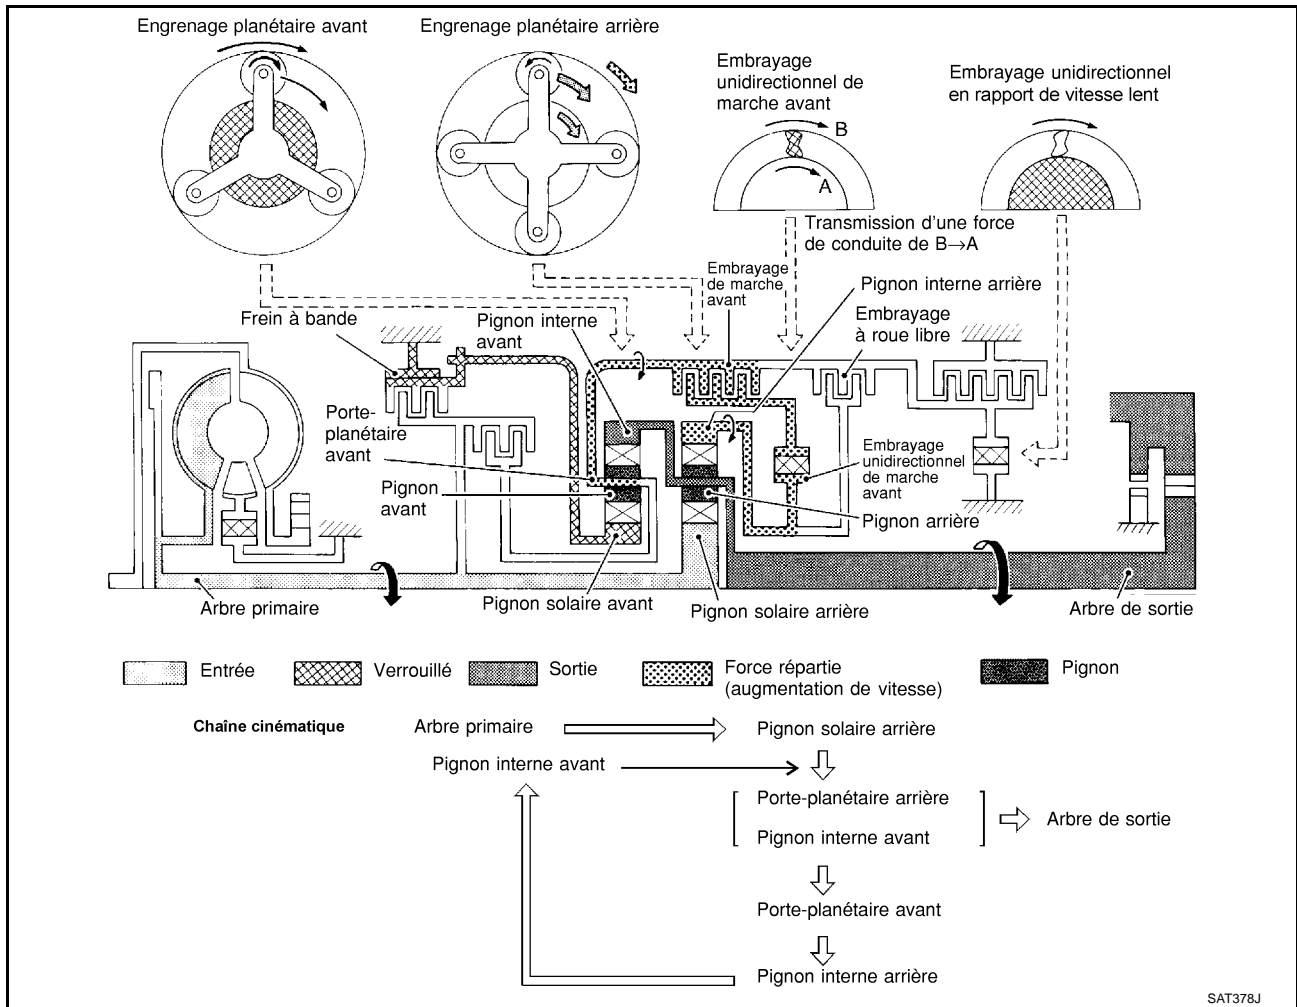 Engrenage planétaire avant
Engrenage planétaire arrière
Embrayage
unidirectionnel de
marche avant
Embrayage unidirectionnel
en rapport de vitesse lent
B
A
Transmission d'une force
de conduite de B→A
Embrayage
de marche
avant
Pignon interne arrière
Frein à bande
Pignon interne
avant
Embrayage
à roue libre
Porte-
planétaire
avant
Pignon
avant
Embrayage
unidirectionnel
de marche
avant
Pignon arrière
Arbre primaire
Pignon solaire avant
Pignon solaire arrière
Arbre de sortie
Entrée
Verrouillé
Sortie
Force répartie
(augmentation de vitesse)
Pignon
Chaîne cinématique
Arbre primaire
Pignon solaire arrière
Pignon interne avant
Porte-planétaire arrière
Pignon interne avant
Arbre de sortie
Porte-planétaire avant
Pignon interne arrière
SAT378J